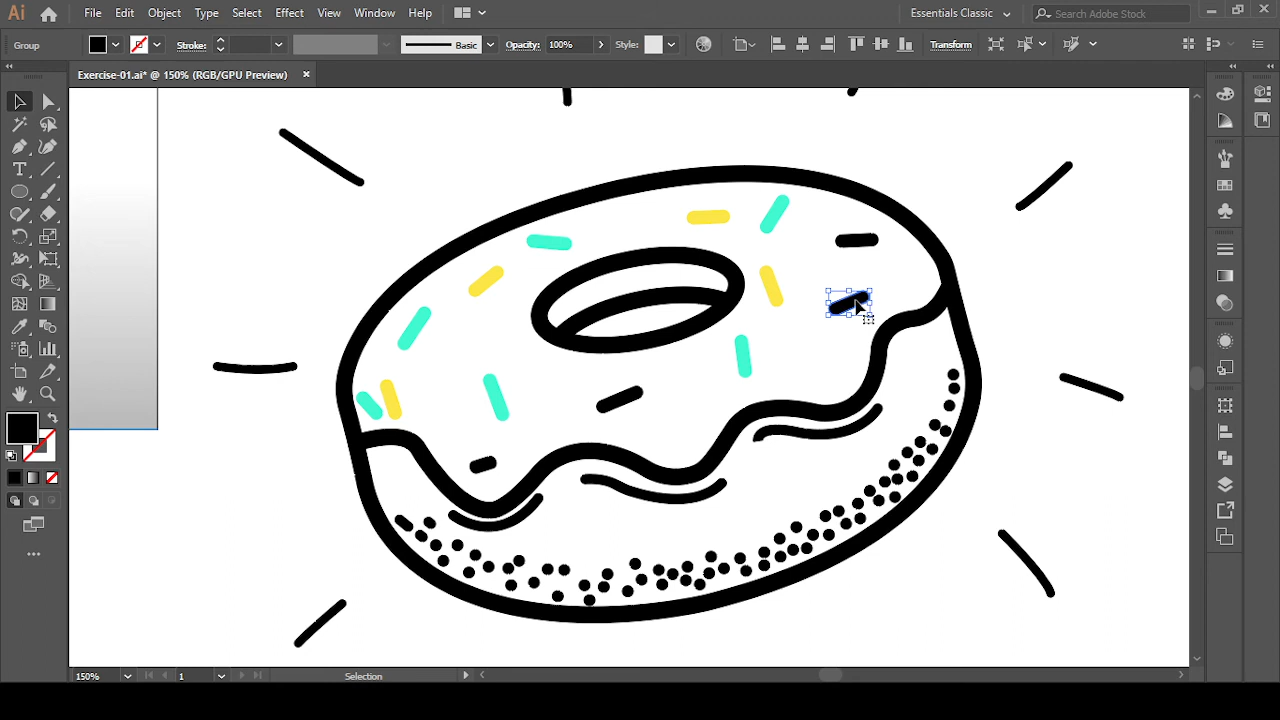 Ai File Edit Object Type Select Effect View Window Help Essentials Classic Search Adobe Stock
Group Stroke: Basic Opacity: 100% Style: Transform
Exercise-01.ai* @ 150% (RGB/GPU Preview)
150% 1 Selection